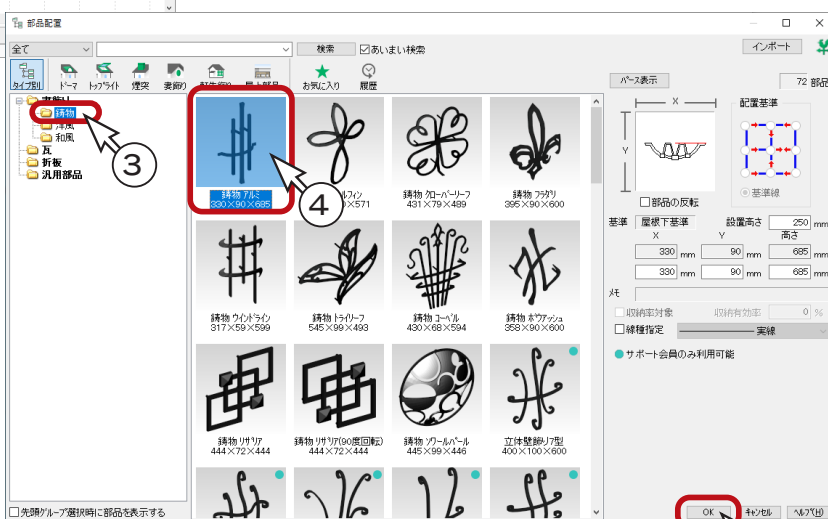 部品配置
全て
検索
あいまい検索
インポート
タイプ別
ドーマ
トップライト
煙突
妻飾り
お気に入り
履歴
パース表示
72 部品
鋳物
洋風
和風
瓦
折板
汎用部品
③
④
鋳物 アルミ
330×90×685
×571
鋳物 クローバーリーフ
431×79×489
鋳物 フラダリ
395×90×600
鋳物 ウインドライン
317×59×599
鋳物 トライリーフ
545×99×493
鋳物 コーベル
430×68×594
鋳物 ボウアッシュ
358×90×600
鋳物 リサリア
444×72×444
鋳物 リサリア(90度回転)
444×72×444
鋳物 ソワールバール
445×99×446
立体壁飾り7型
400×100×600
X
Y
配置基準
基準線
部品の反転
基準 屋根下基準 設置高さ 250 mm
X Y 高さ
330 mm 90 mm 685 mm
330 mm 90 mm 685 mm
メモ
収納率対象 収納有効率 0 %
線種指定 実線
サポート会員のみ利用可能
先頭グループ選択時に部品を表示する
OK
キャンセル
ヘルプ(H)